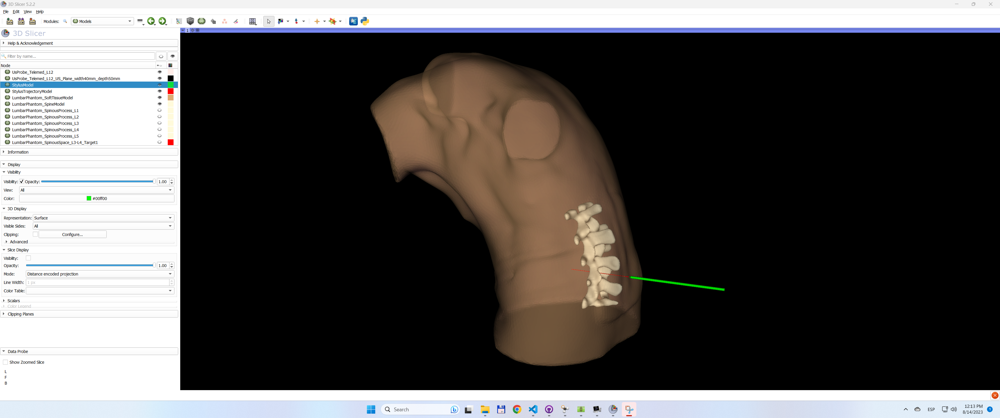 3D Slicer 5.2.2
File Edit View Help
DATA DCM SAVE Modules: Models
3D Slicer
1
Help & Acknowledgement
Filter by name...
Node
UsProbe_Telemed_L12
UsProbe_Telemed_L12_US_Plane_width40mm_depth50mm
StylusModel
StylusTrajectoryModel
LumbarPhantom_SoftTissueModel
LumbarPhantom_SpineModel
LumbarPhantom_SpinousProcess_L1
LumbarPhantom_SpinousProcess_L2
LumbarPhantom_SpinousProcess_L3
LumbarPhantom_SpinousProcess_L4
LumbarPhantom_SpinousProcess_L5
LumbarPhantom_SpinousSpace_L3-L4_Target1
Information
Display
Visibility
Visibility: Opacity: 1.00
View: All
Color: #00ff00
3D Display
Representation: Surface
Visible Sides: All
Clipping: Configure...
Advanced
Slice Display
Visibility:
Opacity: 1.00
Mode: Distance encoded projection
Line Width: 1 px
Color Table:
Scalars
Color Legend
Clipping Planes
Data Probe
Show Zoomed Slice
L
F
B
Search
ESP
12:13 PM
8/14/2023
1